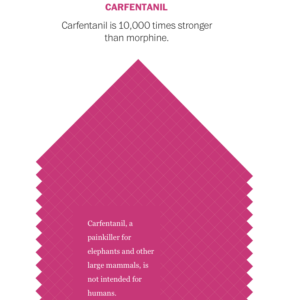 CARFENTANIL
Carfentanil is 10,000 times stronger
than morphine.
Carfentanil, a
painkiller for
elephants and other
large mammals, is
not intended for
humans.